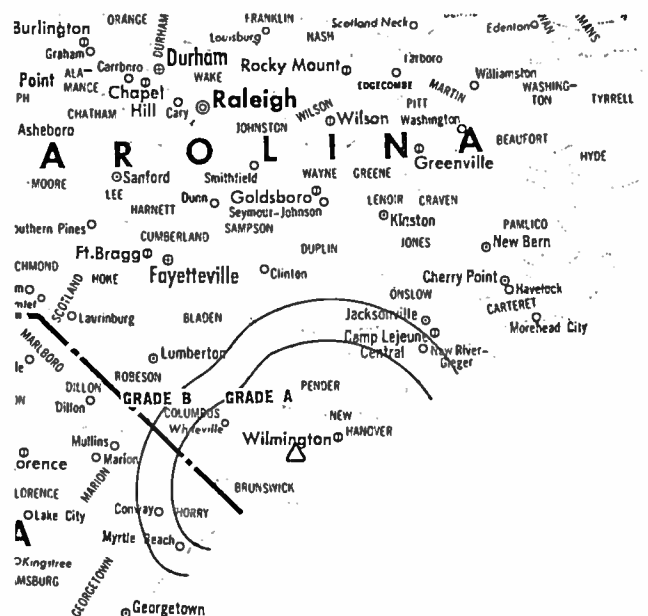 ORANGE
FRANKLIN
Scotland Neck
Burlington
DURHAM
Louisburg
NASH
Edenton
Graham
Durham
Carrboro
Rocky Mount
Tarboro
ALA-
MANCE
Point
WAKE
EDGECOMBE
Williamston
WASHING-
TON
MARTIN
Chapel
Hill
Raleigh
PITT
TYRRELL
CHATHAM
Cary
WILSON
Wilson
Washington
Asheboro
JOHNSTON
BEAUFORT
A R O L I N A
Greenville
HYDE
Sanford
Smithfield
WAYNE
GREENE
MOORE
LEE
Dunn
Goldsboro
LENOIR
CRAVEN
HARNETT
Seymour-Johnson
SAMPSON
Kinston
PAMLICO
CUMBERLAND
DUPLIN
JONES
New Bern
Ft.Bragg
Fayetteville
Clinton
Cherry Point
HOKE
Havelock
SCOTLAND
ONSLOW
CARTERET
Laurinburg
BLADEN
Jacksonville
Morehead City
MARLBORO
Camp Lejeune
Central
New River-
Geiger
Lumberton
ROBESON
DILLON
Dillon
GRADE B
GRADE A
PENDER
COLUMBUS
Whiteville
NEW
HANOVER
Wilmington
Mullins
Marion
MARION
BRUNSWICK
Lake City
Conway
HORRY
Myrtle Beach
Kingstree
GEORGETOWN
Georgetown